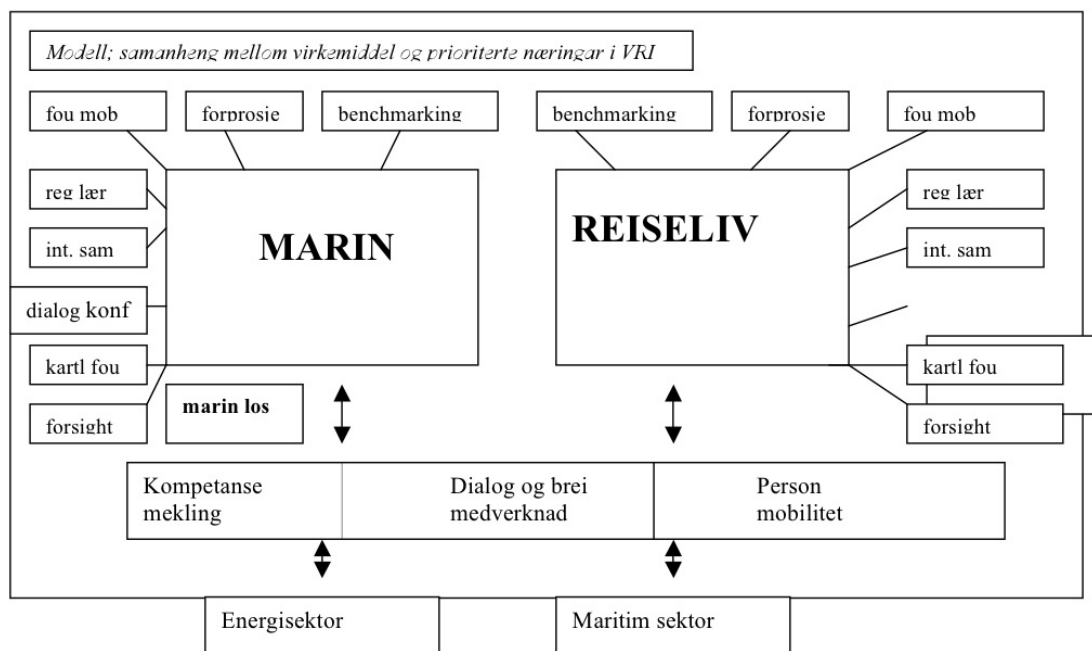 Modell; samanheng mellom virkemiddel og prioriterte næringar i VRI
fou mob
forprosje
benchmarking
benchmarking
forprosje
fou mob
reg lær
reg lær
MARIN
REISELIV
int. sam
int. sam
dialog konf
kartl fou
kartl fou
marin los
forsight
forsight
Kompetanse
mekling
Dialog og brei
medverknad
Person
mobilitet
Energisektor
Maritim sektor